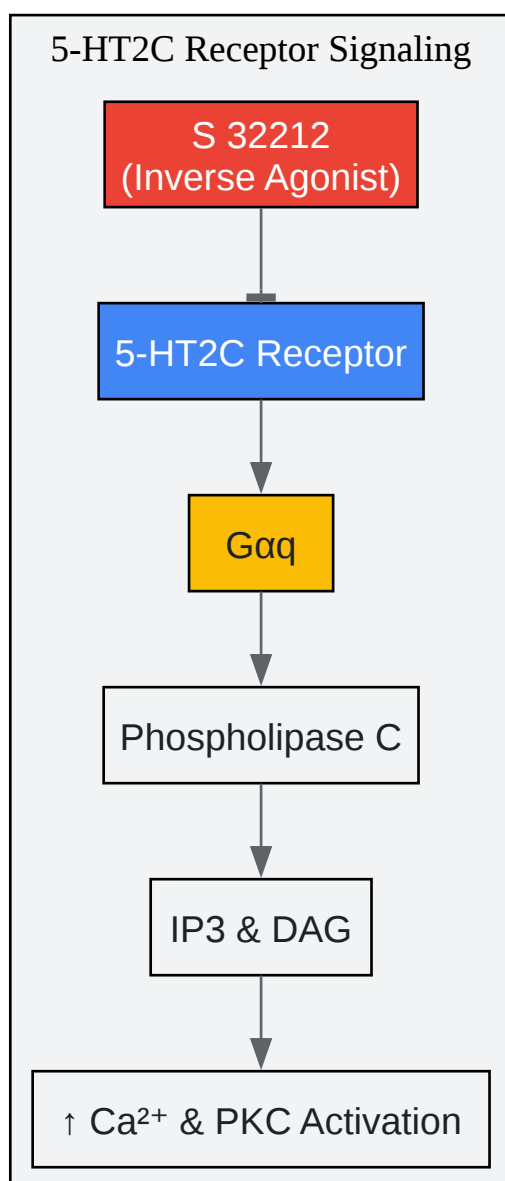 5-HT2C Receptor Signaling
S 32212
(Inverse Agonist)
5-HT2C Receptor
Gαq
Phospholipase C
IP3 & DAG
↑ Ca²⁺ & PKC Activation